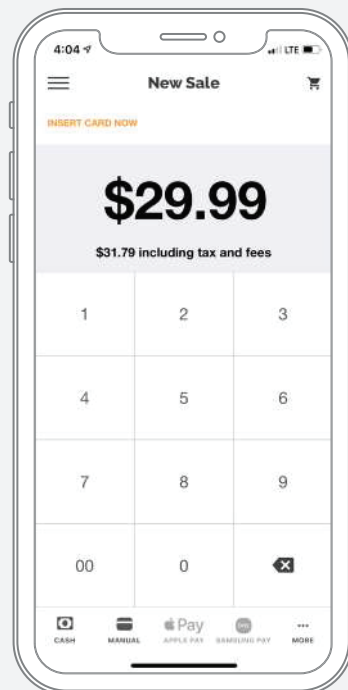 4:04 LTE
New Sale
INSERT CARD NOW
$29.99
$31.79 including tax and fees
1 2 3
4 5 6
7 8 9
00 0
Pay Pay
CASH MANUAL APPLE PAY SAMSUNG PAY MORE